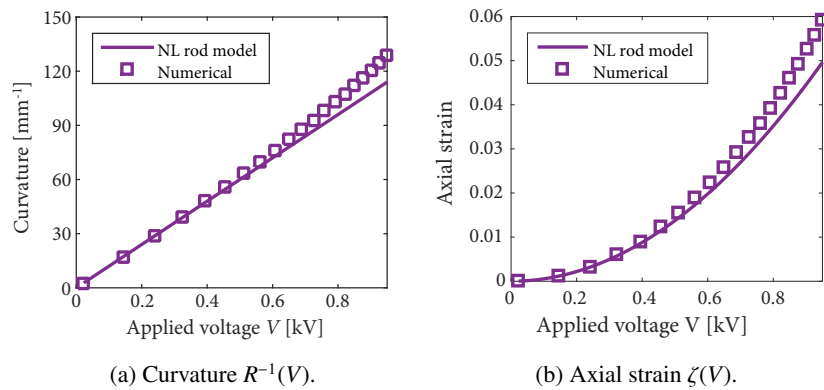 150
120
90
60
30
0
Curvature [mm⁻¹]
NL rod model
Numerical
0 0.2 0.4 0.6 0.8
Applied voltage V [kV]
(a) Curvature R⁻¹(V).
0.06
0.05
0.04
0.03
0.02
0.01
0
Axial strain
NL rod model
Numerical
0 0.2 0.4 0.6 0.8
Applied voltage V [kV]
(b) Axial strain ζ(V).